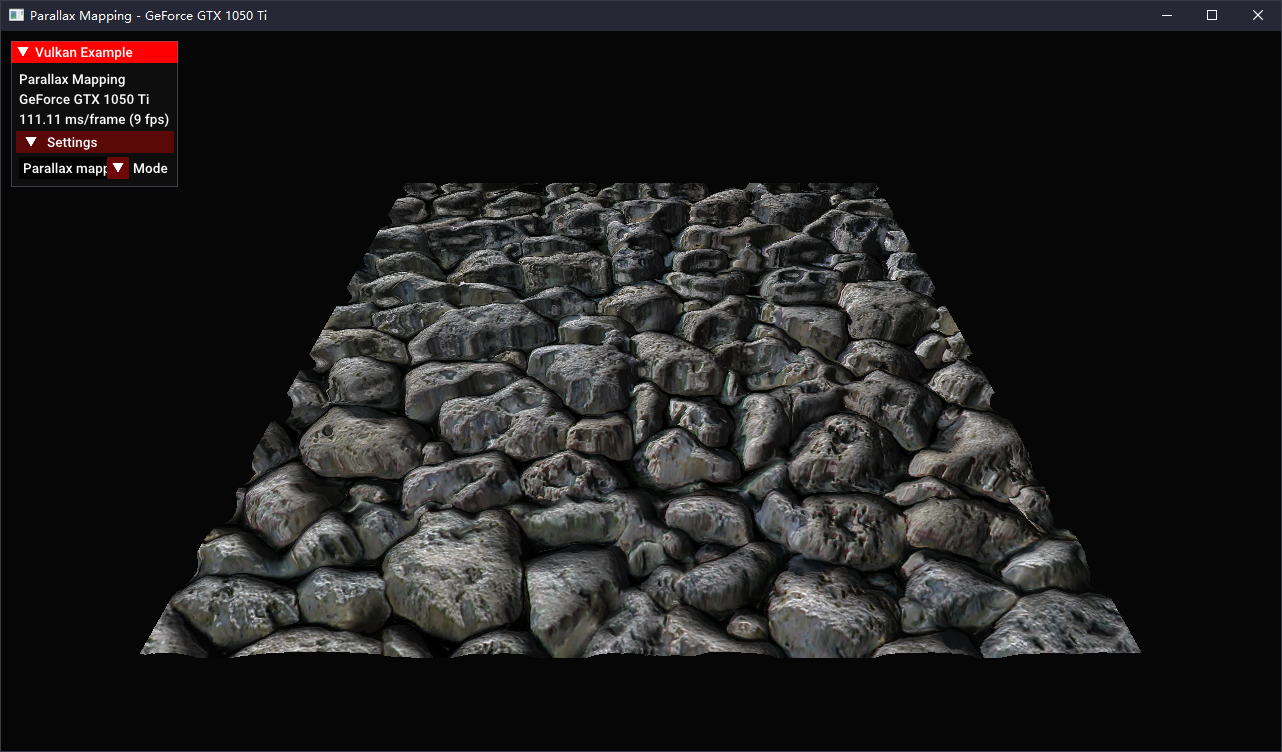 Parallax Mapping - GeForce GTX 1050 Ti
Vulkan Example
Parallax Mapping
GeForce GTX 1050 Ti
111.11 ms/frame (9 fps)
Settings
Parallax mapp Mode